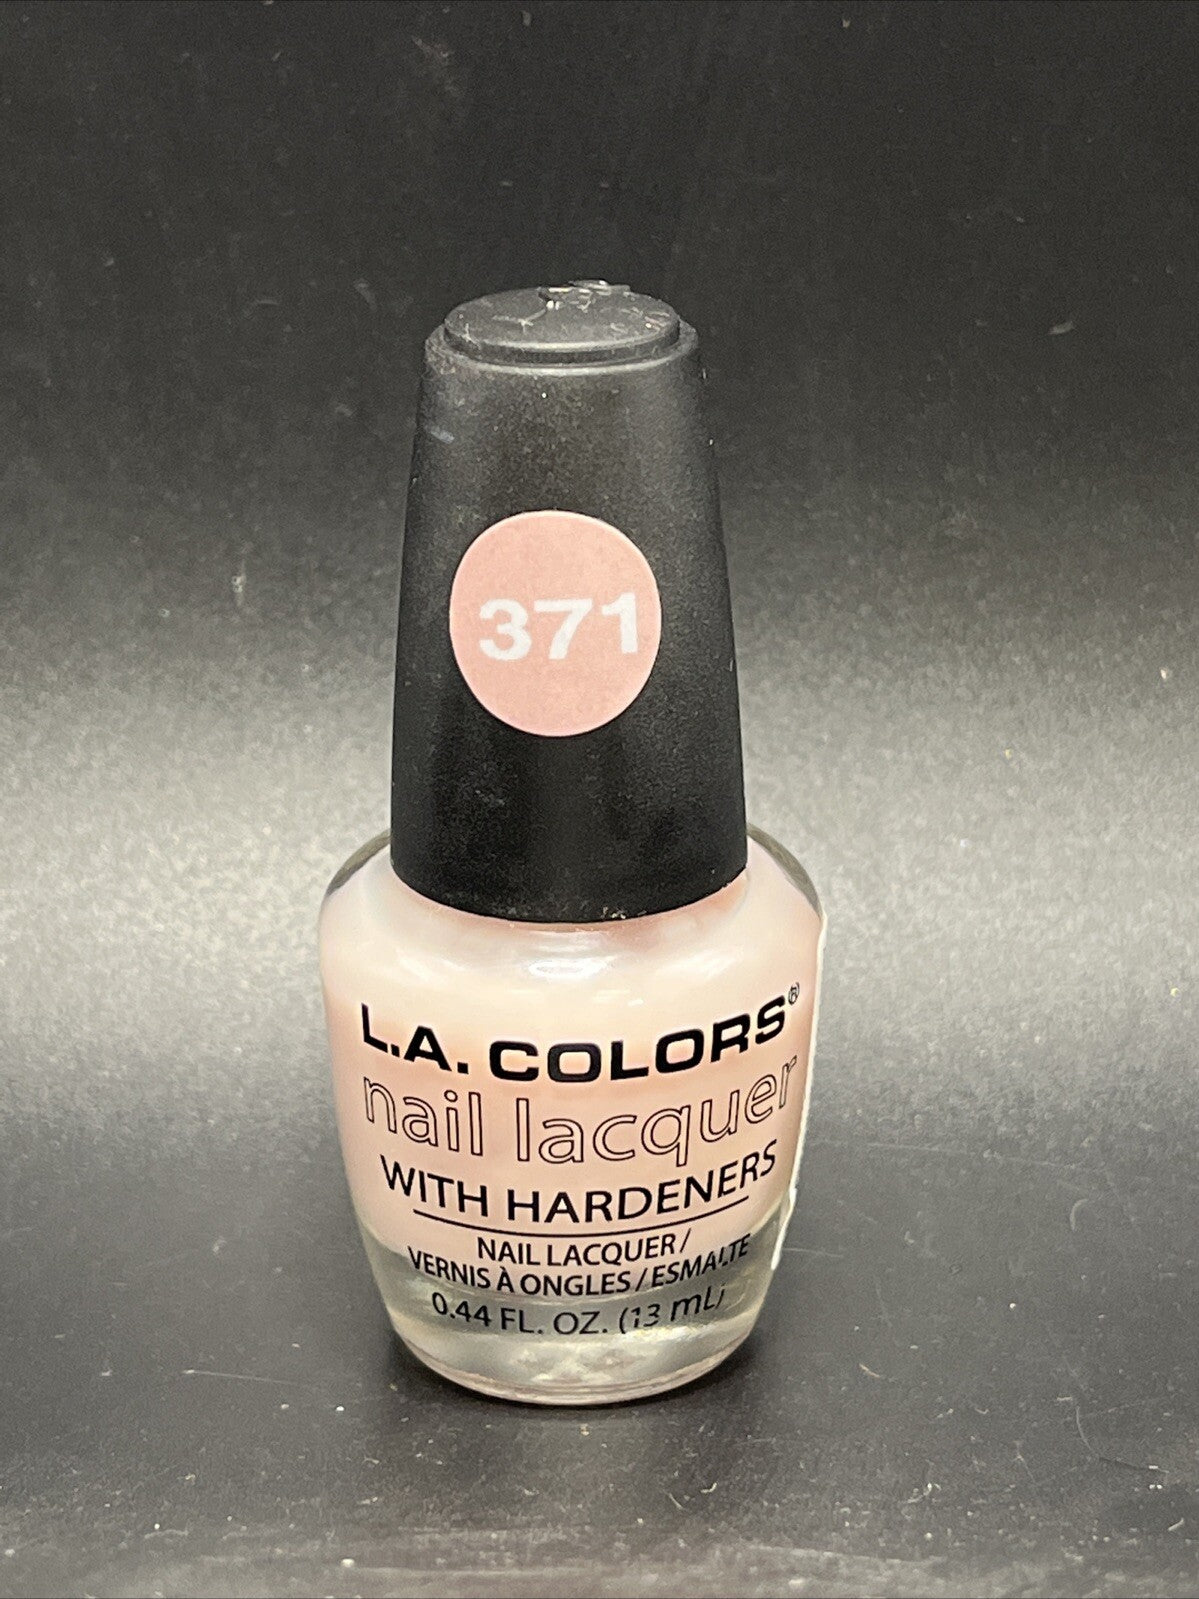 371
L.A. COLORS®
nail lacquer
WITH HARDENERS
NAIL LACQUER /
VERNIS À ONGLES / ESMALTE
0.44 FL. OZ. (13 mL)